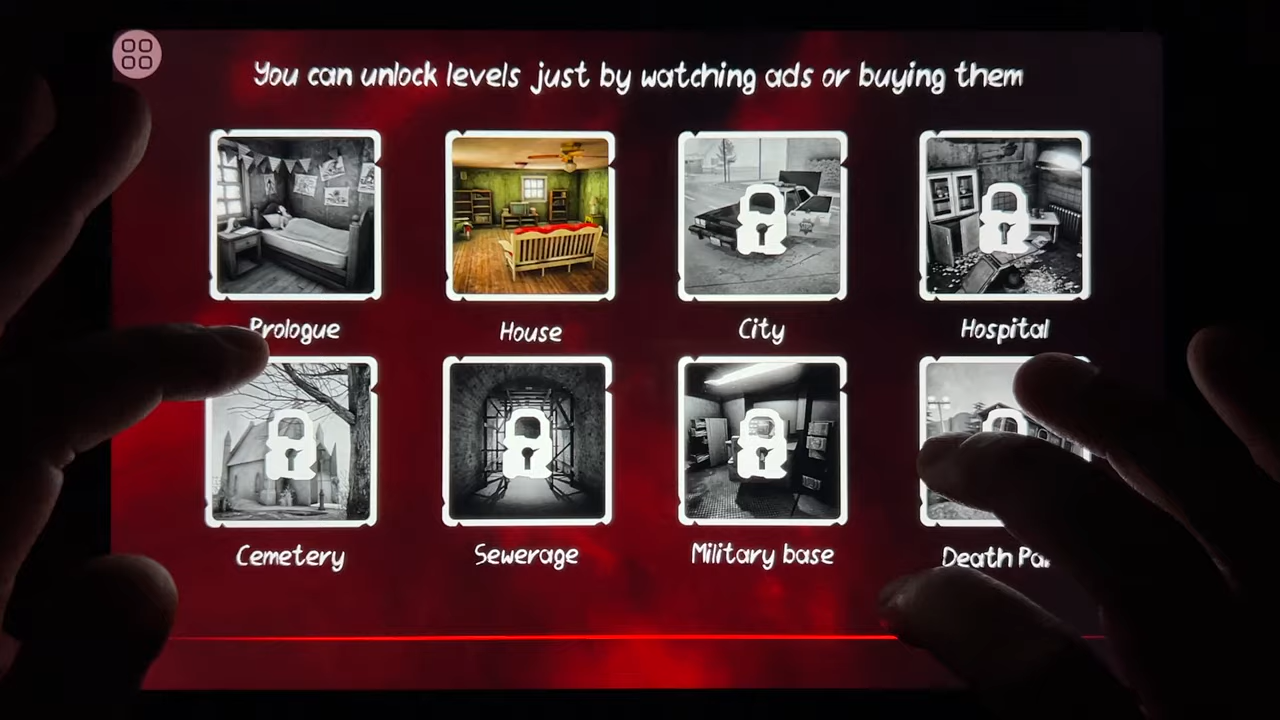 You can unlock levels just by watching ads or buying them
Prologue
House
City
Hospital
Cemetery
Sewerage
Military base
Death